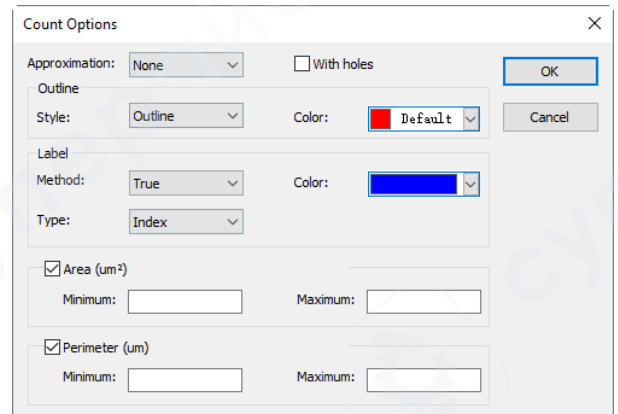 Count Options
Approximation: None With holes OK
Outline
Style: Outline Color: Default Cancel
Label
Method: True Color:
Type: Index
Area (um²)
Minimum: Maximum:
Perimeter (um)
Minimum: Maximum: